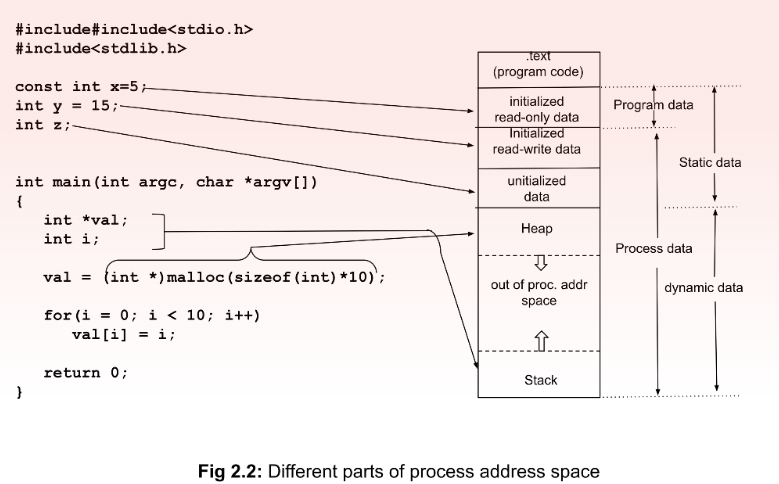 #include#include<stdio.h>
#include<stdlib.h>
const int x=5;
int y = 15;
int z;
int main(int argc, char *argv[])
{
int *val;
int i;
val = (int *)malloc(sizeof(int)*10);
for(i = 0; i < 10; i++)
val[i] = i;
return 0;
}
.text
(program code)
initialized
read-only data
Initialized
read-write data
unitialized
data
Heap
out of proc. addr
space
Stack
Program data
Static data
Process data
dynamic data
Fig 2.2: Different parts of process address space